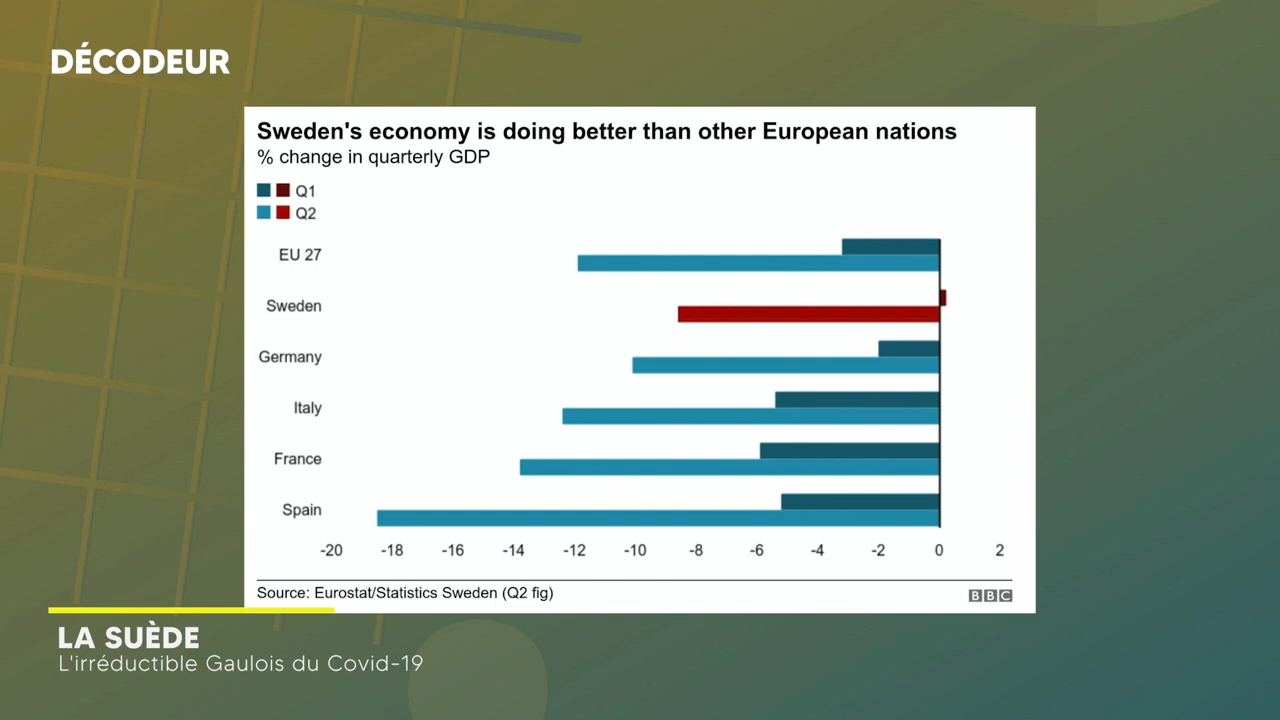 DÉCODEUR
Sweden's economy is doing better than other European nations
% change in quarterly GDP
Q1
Q2
EU 27
Sweden
Germany
Italy
France
Spain
-20 -18 -16 -14 -12 -10 -8 -6 -4 -2 0 2
Source: Eurostat/Statistics Sweden (Q2 fig)
BBC
LA SUÈDE
L'irréductible Gaulois du Covid-19